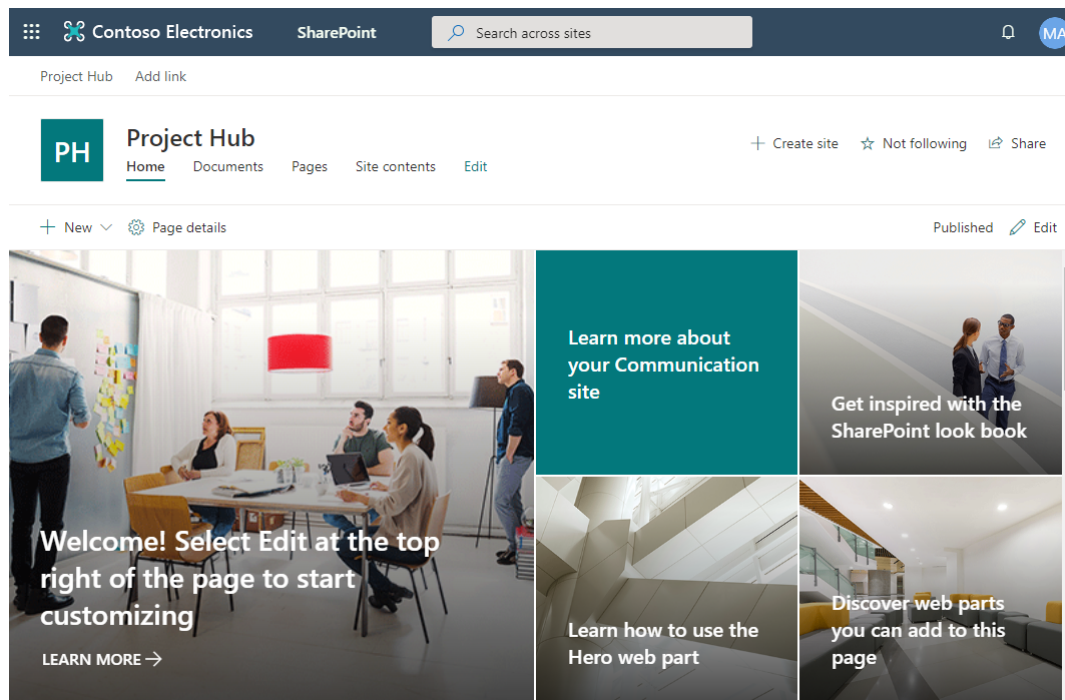 Contoso Electronics SharePoint Search across sites MA
Project Hub Add link
PH
Project Hub
Home Documents Pages Site contents Edit
Create site Not following Share
New Page details Published Edit
Welcome! Select Edit at the top
right of the page to start
customizing
LEARN MORE
Learn more about
your Communication
site
Get inspired with the
SharePoint look book
Learn how to use the
Hero web part
Discover web parts
you can add to this
page